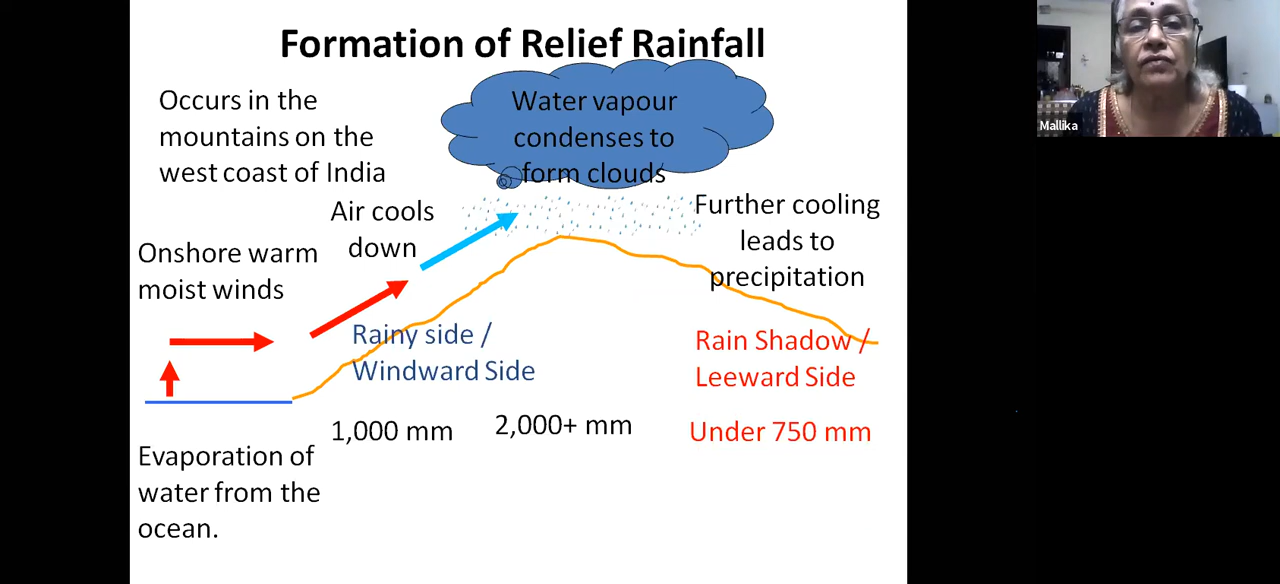 Formation of Relief Rainfall
Occurs in the
mountains on the
west coast of India
Water vapour
condenses to
form clouds
Mallika
Air cools
down
Further cooling
leads to
precipitation
Onshore warm
moist winds
Rainy side /
Windward Side
Rain Shadow /
Leeward Side
1,000 mm
2,000+ mm
Under 750 mm
Evaporation of
water from the
ocean.